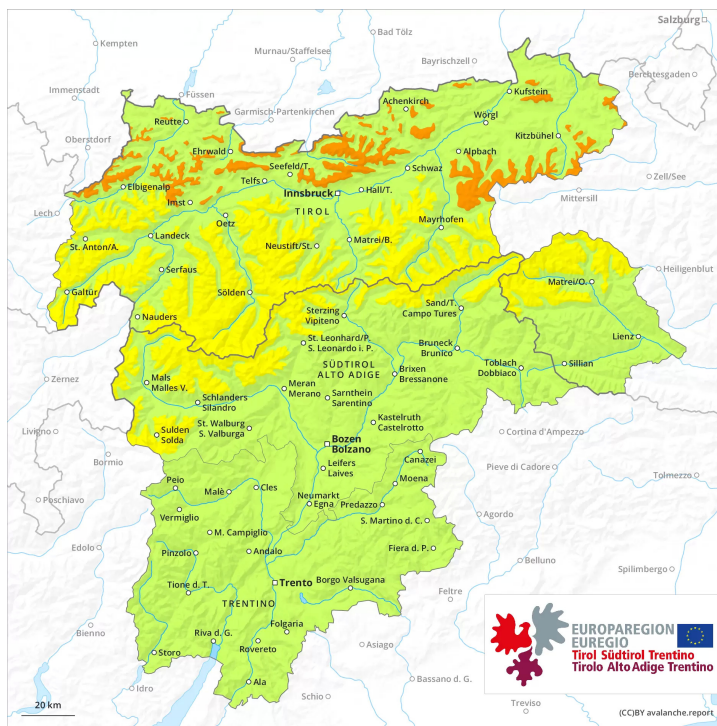 Salzburg
Kempten
Bad Tölz
Murnau/Staffelsee
Bayrischzell
Berchtesgaden
Immenstadt
Füssen
Garmisch-Partenkirchen
Achenkirch
Kufstein
Reutte
Wörgl
Oberstdorf
Ehrwald
Kitzbühel
Seefeld/T.
Alpbach
Telfs
Schwaz
Zell/See
Elbigenalp
Innsbruck
Hall/T.
Mittersill
Lech
Imst
TIROL
Oetz
Mayrhofen
St. Anton/A.
Landeck
Neustift/St.
Matrei/B.
Heiligenblut
Serfaus
Matrei/O.
Galtür
Sölden
Sand/T.
Campo Tures
Nauders
Sterzing
Vipiteno
Lienz
St. Leonhard/P.
S. Leonardo i. P.
Bruneck
Brunico
Toblach
Dobbiaco
Sillian
Zernez
Mals
Malles V.
SÜDTIROL
ALTO ADIGE
Brixen
Bressanone
Meran
Merano
Schlanders
Silandro
Sarnthein
Sarentino
Kastelruth
Castelrotto
St. Walburg
S. Valburga
Livigno
Sulden
Solda
Cortina d'Ampezzo
Bozen
Bolzano
Bormio
Canazei
Pieve di Cadore
Leifers
Laives
Tolmezzo
Poschiavo
Peio
Malè
Cles
Neumarkt
Egna
Moena
Predazzo
Vermiglio
Agordo
S. Martino d. C.
M. Campiglio
Edolo
Pinzolo
Andalo
Fiera d. P.
Belluno
Spilimbergo
Tione d. T.
Trento
Borgo Valsugana
Feltre
TRENTINO
Folgaria
Bienno
Riva d. G.
Storo
Rovereto
Asiago
Bassano d. G.
Idro
Ala
Schio
Treviso
EUROPAREGION
EUREGIO
Tirol Südtirol Trentino
Tirolo Alto Adige Trentino
20 km
(CC)BY avalanche.report